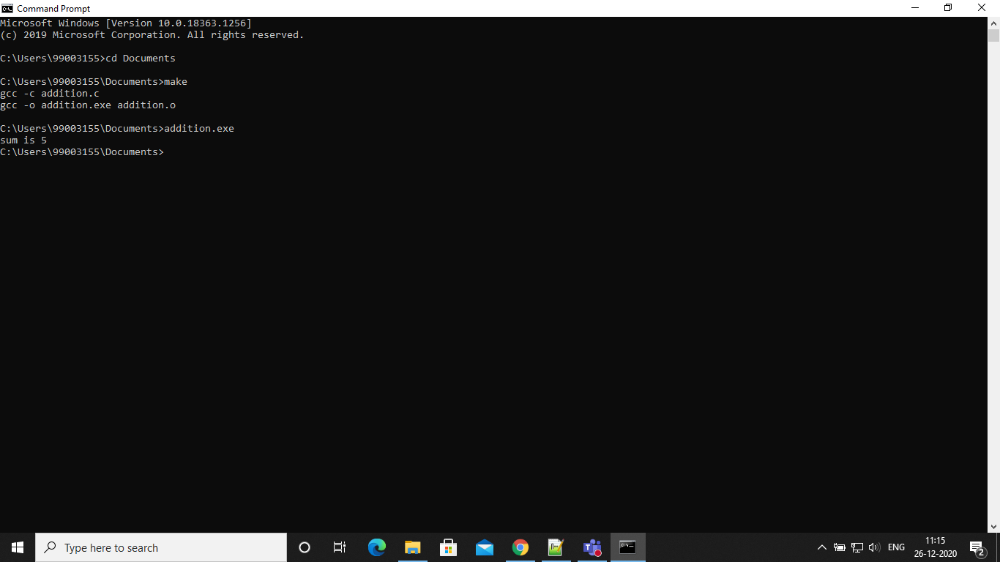 Command Prompt
Microsoft Windows [Version 10.0.18363.1256]
(c) 2019 Microsoft Corporation. All rights reserved.
C:\Users\99003155>cd Documents
C:\Users\99003155\Documents>make
gcc -c addition.c
gcc -o addition.exe addition.o
C:\Users\99003155\Documents>addition.exe
sum is 5
C:\Users\99003155\Documents>
Type here to search
ENG
11:15
26-12-2020
2